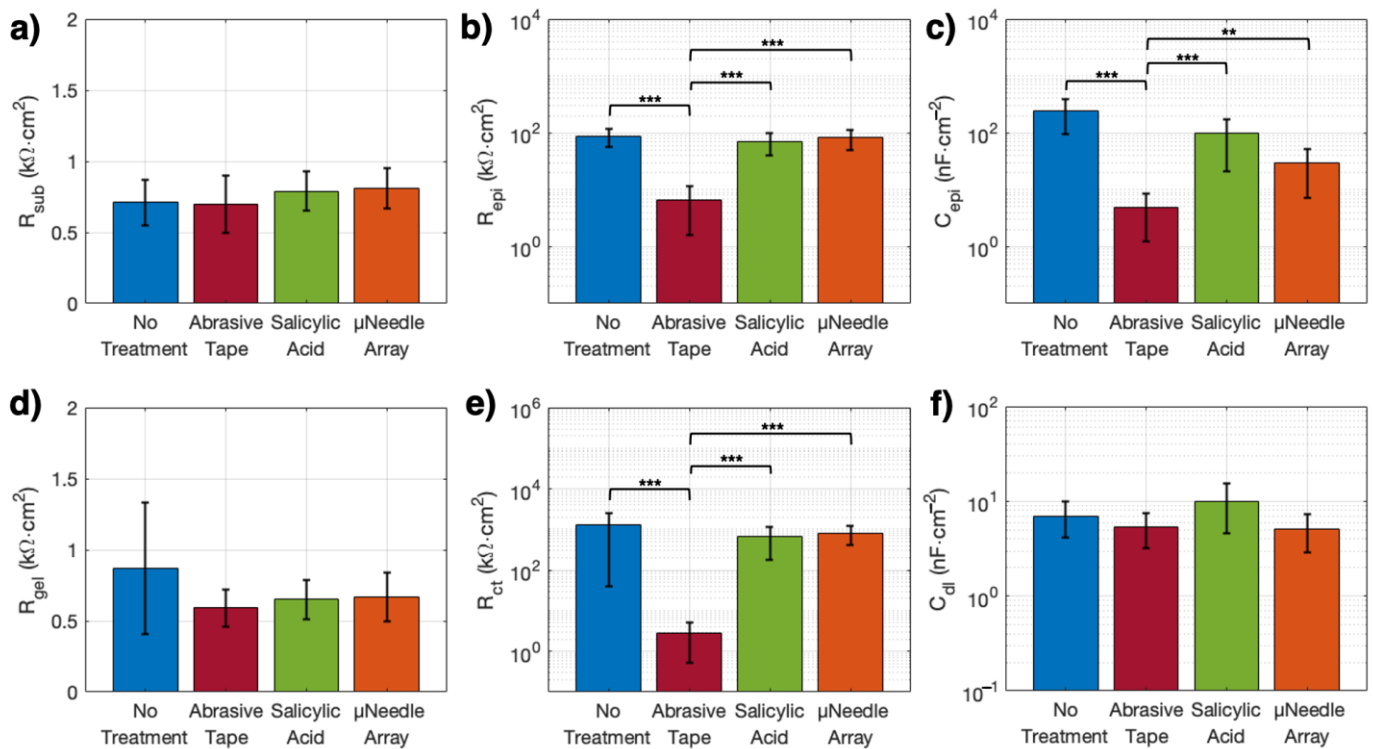 a)
2
1.5
1
0.5
0
R_sub (kΩ·cm²)
No Treatment
Abrasive Tape
Salicylic Acid
µNeedle Array
b)
10⁴
10²
10⁰
R_epi (kΩ·cm²)
***
***
***
No Treatment
Abrasive Tape
Salicylic Acid
µNeedle Array
c)
10⁴
10²
10⁰
C_epi (nF·cm⁻²)
**
***
***
No Treatment
Abrasive Tape
Salicylic Acid
µNeedle Array
d)
2
1.5
1
0.5
0
R_gel (kΩ·cm²)
No Treatment
Abrasive Tape
Salicylic Acid
µNeedle Array
e)
10⁶
10⁴
10²
10⁰
R_ct (kΩ·cm²)
***
***
***
No Treatment
Abrasive Tape
Salicylic Acid
µNeedle Array
f)
10²
10¹
10⁰
10⁻¹
C_dl (nF·cm⁻²)
No Treatment
Abrasive Tape
Salicylic Acid
µNeedle Array